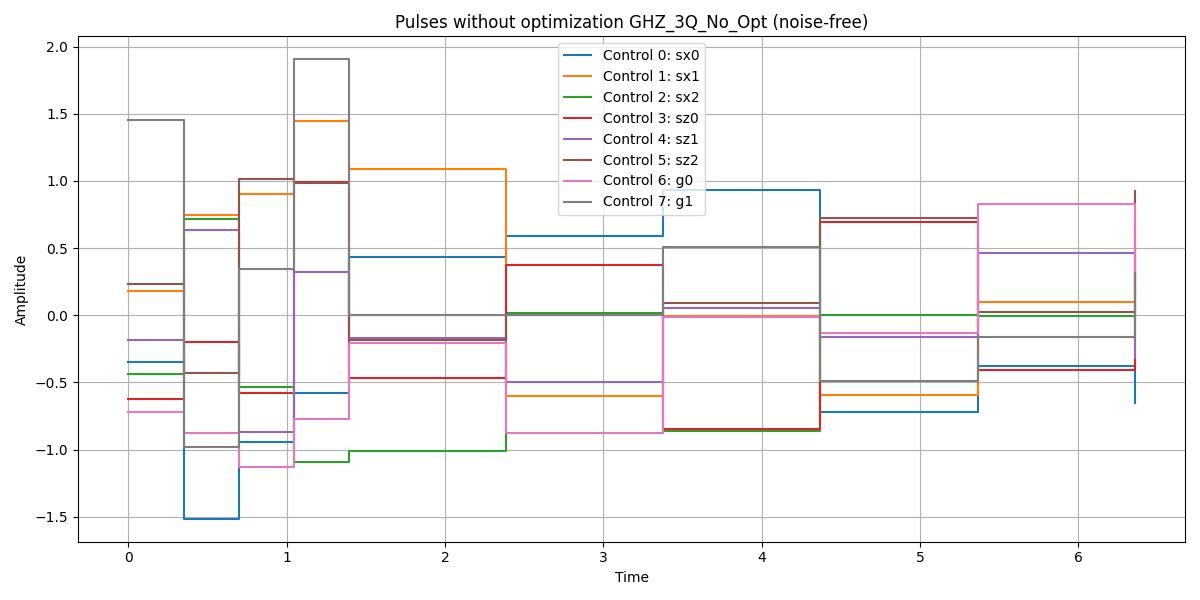 Pulses without optimization GHZ_3Q_No_Opt (noise-free)
2.0
1.5
1.0
0.5
0.0
−0.5
−1.0
−1.5
Amplitude
Control 0: sx0
Control 1: sx1
Control 2: sx2
Control 3: sz0
Control 4: sz1
Control 5: sz2
Control 6: g0
Control 7: g1
0 1 2 3 4 5 6
Time